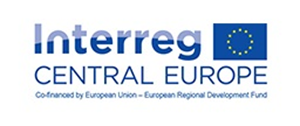 Interreg
CENTRAL EUROPE
Co-financed by European Union – European Regional Development Fund